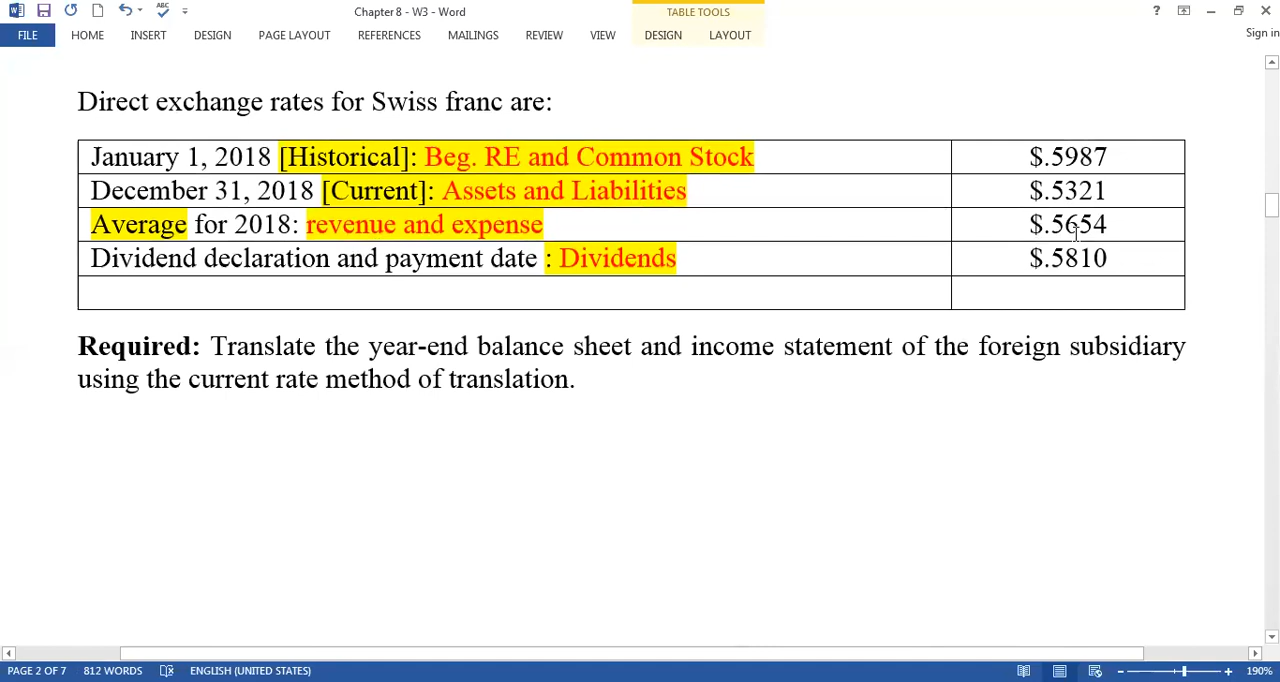 Chapter 8 - W3 - Word
TABLE TOOLS
?
FILE HOME INSERT DESIGN PAGE LAYOUT REFERENCES MAILINGS REVIEW VIEW DESIGN LAYOUT Sign in
Direct exchange rates for Swiss franc are:
January 1, 2018 [Historical]: Beg. RE and Common Stock $.5987
December 31, 2018 [Current]: Assets and Liabilities $.5321
Average for 2018: revenue and expense $.5654
Dividend declaration and payment date : Dividends $.5810
Required: Translate the year-end balance sheet and income statement of the foreign subsidiary
using the current rate method of translation.
PAGE 2 OF 7 812 WORDS ENGLISH (UNITED STATES) 190%